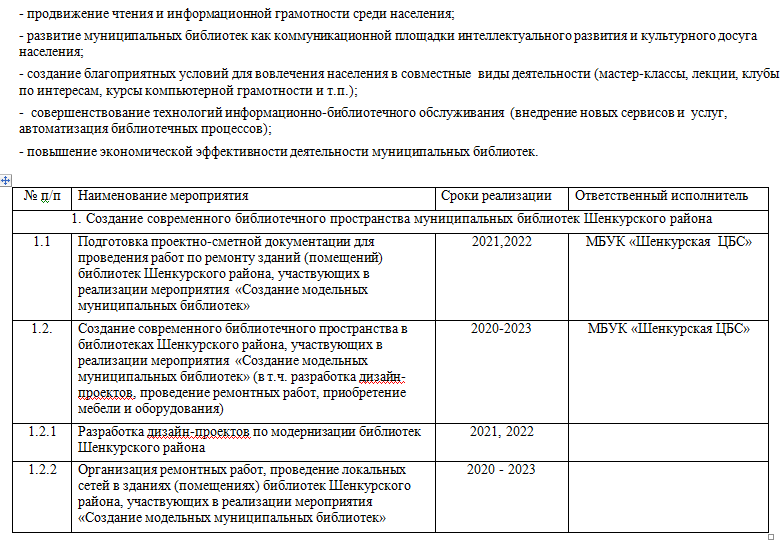 - продвижение чтения и информационной грамотности среди населения;
- развитие муниципальных библиотек как коммуникационной площадки интеллектуального развития и культурного досуга
населения;
- создание благоприятных условий для вовлечения населения в совместные виды деятельности (мастер-классы, лекции, клубы
по интересам, курсы компьютерной грамотности и т.п.);
- совершенствование технологий информационно-библиотечного обслуживания (внедрение новых сервисов и услуг,
автоматизация библиотечных процессов);
- повышение экономической эффективности деятельности муниципальных библиотек.
№ п/п Наименование мероприятия Сроки реализации Ответственный исполнитель
1. Создание современного библиотечного пространства муниципальных библиотек Шенкурского района
1.1 Подготовка проектно-сметной документации для 2021,2022 МБУК «Шенкурская ЦБС»
проведения работ по ремонту зданий (помещений)
библиотек Шенкурского района, участвующих в
реализации мероприятия «Создание модельных
муниципальных библиотек»
1.2. Создание современного библиотечного пространства в 2020-2023 МБУК «Шенкурская ЦБС»
библиотеках Шенкурского района, участвующих в
реализации мероприятия «Создание модельных
муниципальных библиотек» (в т.ч. разработка дизайн-
проектов, проведение ремонтных работ, приобретение
мебели и оборудования)
1.2.1 Разработка дизайн-проектов по модернизации библиотек 2021, 2022
Шенкурского района
1.2.2 Организация ремонтных работ, проведение локальных 2020 - 2023
сетей в зданиях (помещениях) библиотек Шенкурского
района, участвующих в реализации мероприятия
«Создание модельных муниципальных библиотек»